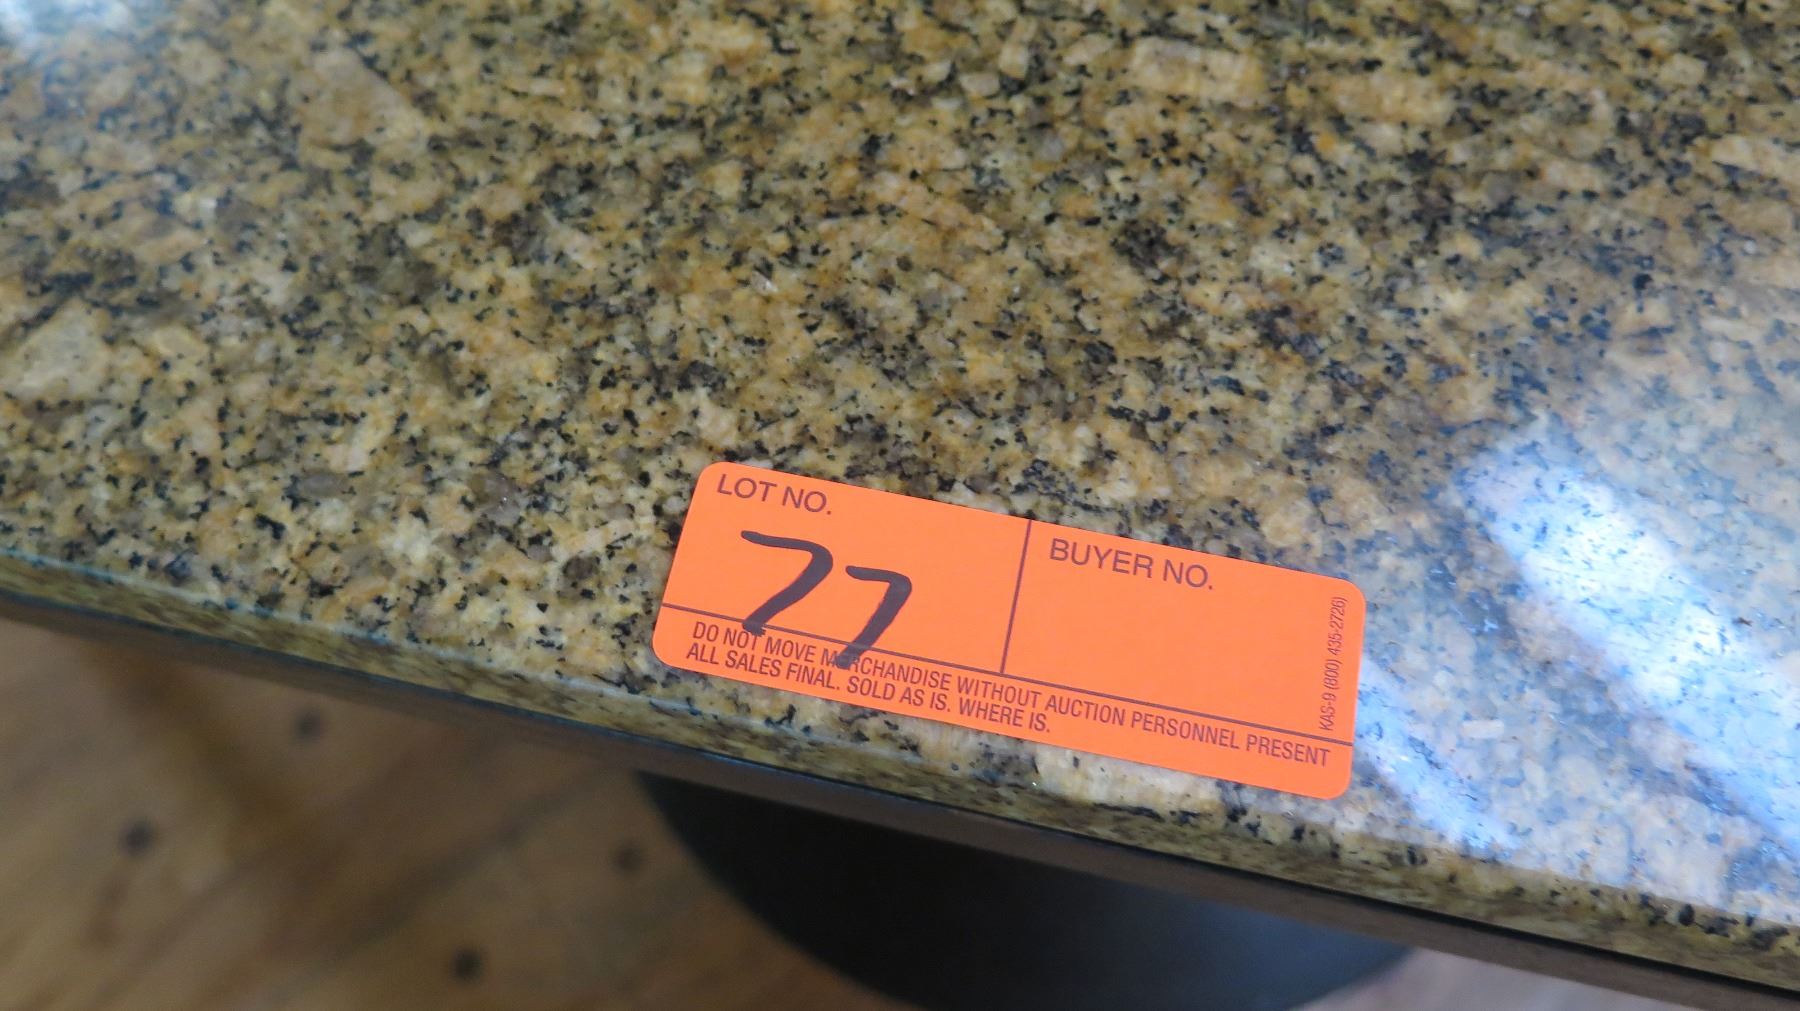 LOT NO.
77
BUYER NO.
DO NOT MOVE MERCHANDISE WITHOUT AUCTION PERSONNEL PRESENT
ALL SALES FINAL. SOLD AS IS. WHERE IS.
KAS-9 (800) 435-2726)